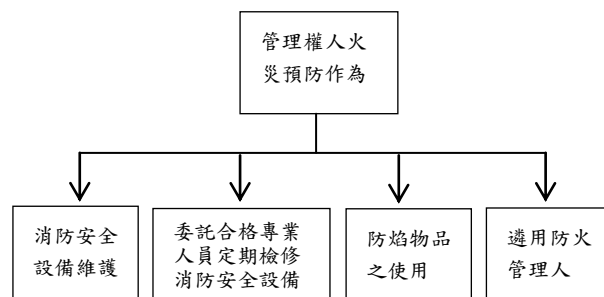 管理權人火
災預防作為
消防安全
設備維護
委託合格專業
人員定期檢修
消防安全設備
防焰物品
之使用
遴用防火
管理人